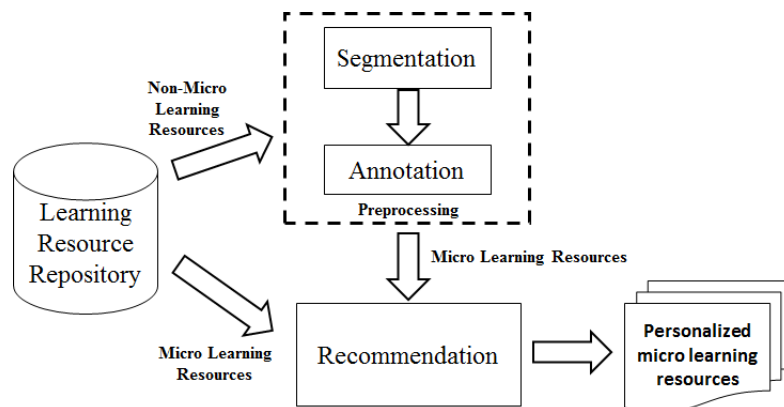 Segmentation
Non-Micro
Learning
Resources
Annotation
Preprocessing
Learning
Resource
Repository
Micro Learning Resources
Micro Learning
Resources
Recommendation
Personalized
micro learning
resources